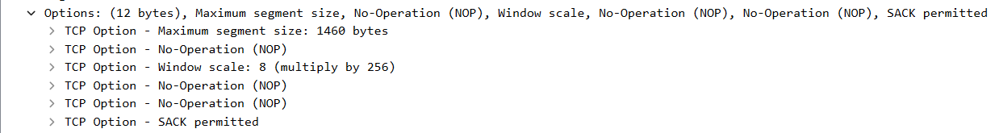 Options: (12 bytes), Maximum segment size, No-Operation (NOP), Window scale, No-Operation (NOP), No-Operation (NOP), SACK permitted
TCP Option - Maximum segment size: 1460 bytes
TCP Option - No-Operation (NOP)
TCP Option - Window scale: 8 (multiply by 256)
TCP Option - No-Operation (NOP)
TCP Option - No-Operation (NOP)
TCP Option - SACK permitted